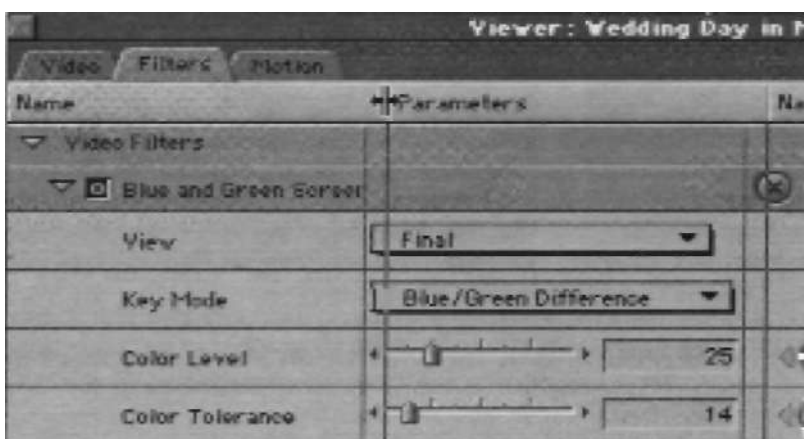 Viewer: Wedding Day in
Video Filters Motion
Name Parameters
Video Filters
Blue and Green Screen
View Final
Key Mode Blue/Green Difference
Color Level 25
Color Tolerance 14